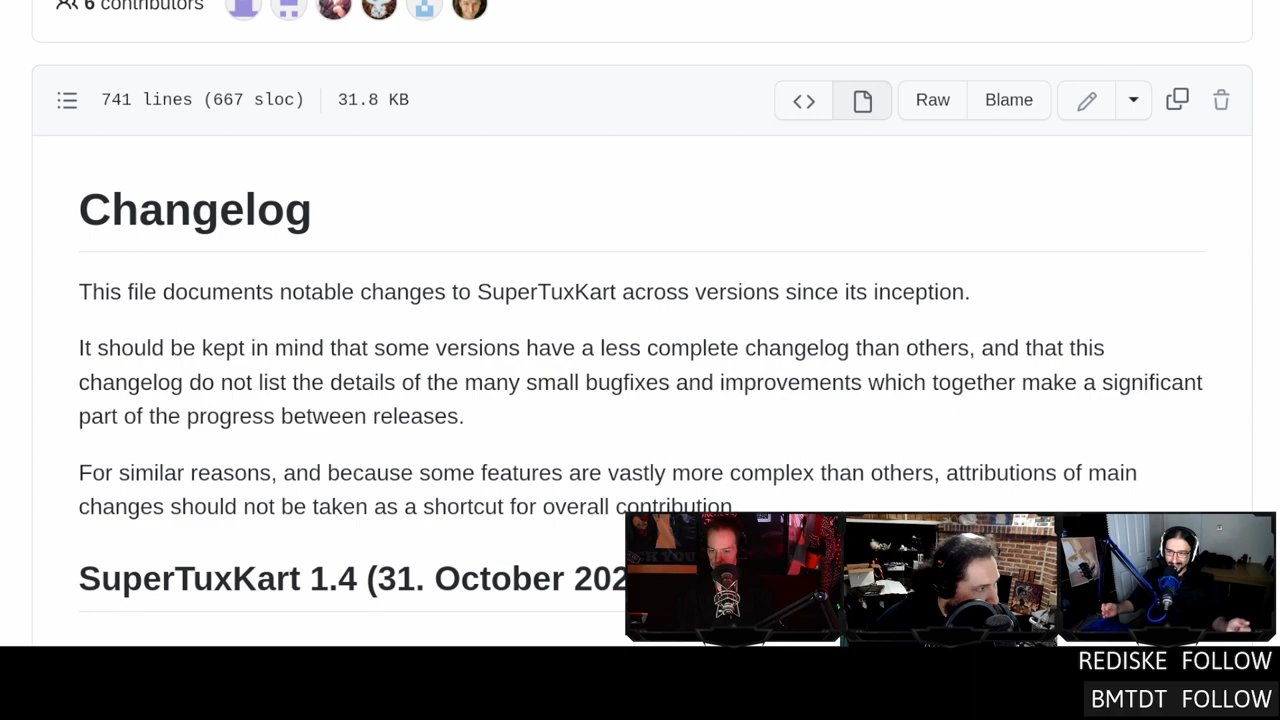 6 contributors
741 lines (667 sloc) 31.8 KB Raw Blame
Changelog
This file documents notable changes to SuperTuxKart across versions since its inception.
It should be kept in mind that some versions have a less complete changelog than others, and that this
changelog do not list the details of the many small bugfixes and improvements which together make a significant
part of the progress between releases.
For similar reasons, and because some features are vastly more complex than others, attributions of main
changes should not be taken as a shortcut for overall contribution.
SuperTuxKart 1.4 (31. October 202
REDISKE FOLLOW
BMTDT FOLLOW